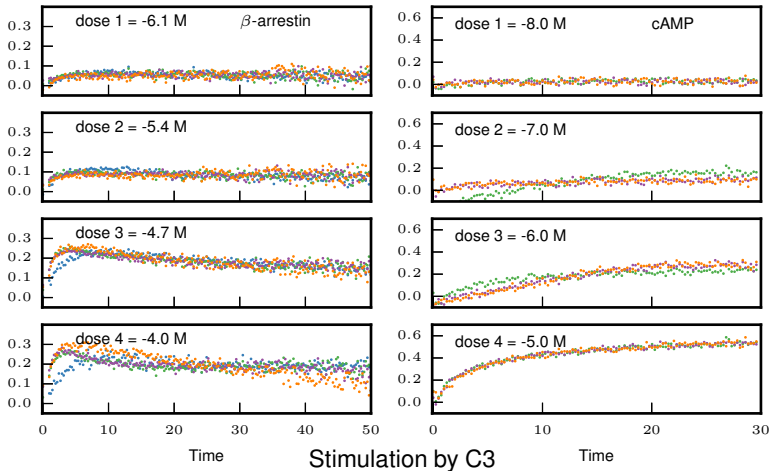 0.3
0.2
0.1
0.0
dose 1 = -6.1 M
β-arrestin
0.3
0.2
0.1
0.0
dose 2 = -5.4 M
0.3
0.2
0.1
0.0
dose 3 = -4.7 M
0.3
0.2
0.1
0.0
dose 4 = -4.0 M
0 10 20 30 40 50
Time
0.6
0.4
0.2
0.0
dose 1 = -8.0 M
cAMP
0.6
0.4
0.2
0.0
dose 2 = -7.0 M
0.6
0.4
0.2
0.0
dose 3 = -6.0 M
0.6
0.4
0.2
0.0
dose 4 = -5.0 M
0 10 20 30
Time
Stimulation by C3